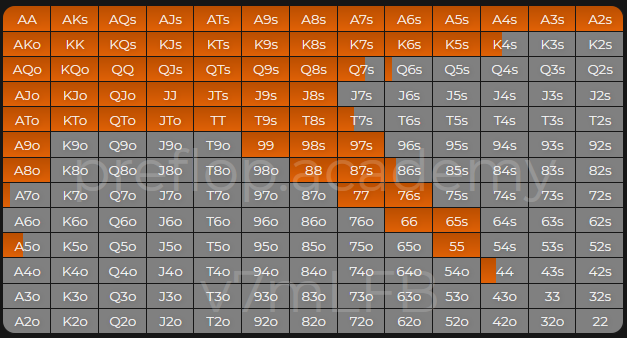 AA AKs AQs AJs ATs A9s A8s A7s A6s A5s A4s A3s A2s
AKo KK KQs KJs KTs K9s K8s K7s K6s K5s K4s K3s K2s
AQo KQo QQ QJs QTs Q9s Q8s Q7s Q6s Q5s Q4s Q3s Q2s
AJo KJo QJo JJ JTs J9s J8s J7s J6s J5s J4s J3s J2s
ATo KTo QTo JTo TT T9s T8s T7s T6s T5s T4s T3s T2s
A9o K9o Q9o J9o T9o 99 98s 97s 96s 95s 94s 93s 92s
A8o K8o Q8o J8o T8o 98o 88 87s 86s 85s 84s 83s 82s
preflop.academy
A7o K7o Q7o J7o T7o 97o 87o 77 76s 75s 74s 73s 72s
A6o K6o Q6o J6o T6o 96o 86o 76o 66 65s 64s 63s 62s
A5o K5o Q5o J5o T5o 95o 85o 75o 65o 55 54s 53s 52s
A4o K4o Q4o J4o T4o 94o 84o 74o 64o 54o 44 43s 42s
v7mLFB
A3o K3o Q3o J3o T3o 93o 83o 73o 63o 53o 43o 33 32s
A2o K2o Q2o J2o T2o 92o 82o 72o 62o 52o 42o 32o 22